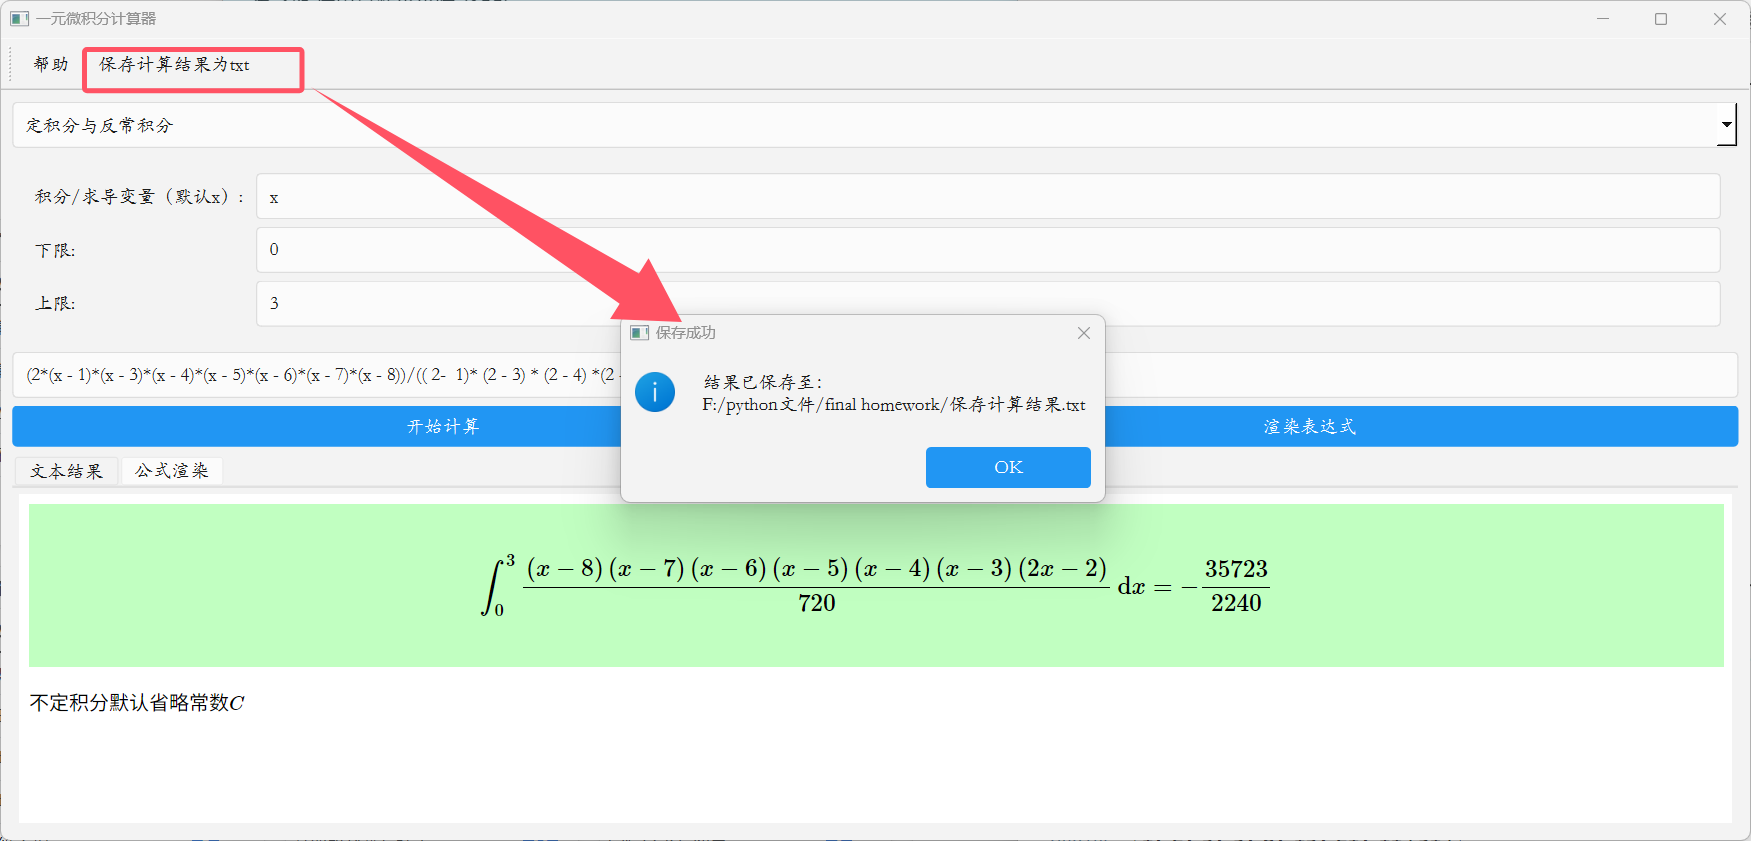 一元微积分计算器
帮助 保存计算结果为txt
定积分与反常积分
积分/求导变量（默认x）: x
下限: 0
上限: 3
(2*(x - 1)*(x - 3)*(x - 4)*(x - 5)*(x - 6)*(x - 7)*(x - 8))/(( 2- 1)* (2 - 3) * (2 - 4) *(2 -
开始计算 渲染表达式
保存成功
结果已保存至:
F:/python文件/final homework/保存计算结果.txt
OK
文本结果 公式渲染
∫_0^3 (x − 8) (x − 7) (x − 6) (x − 5) (x − 4) (x − 3) (2x − 2) / 720 dx = − 35723 / 2240
不定积分默认省略常数C